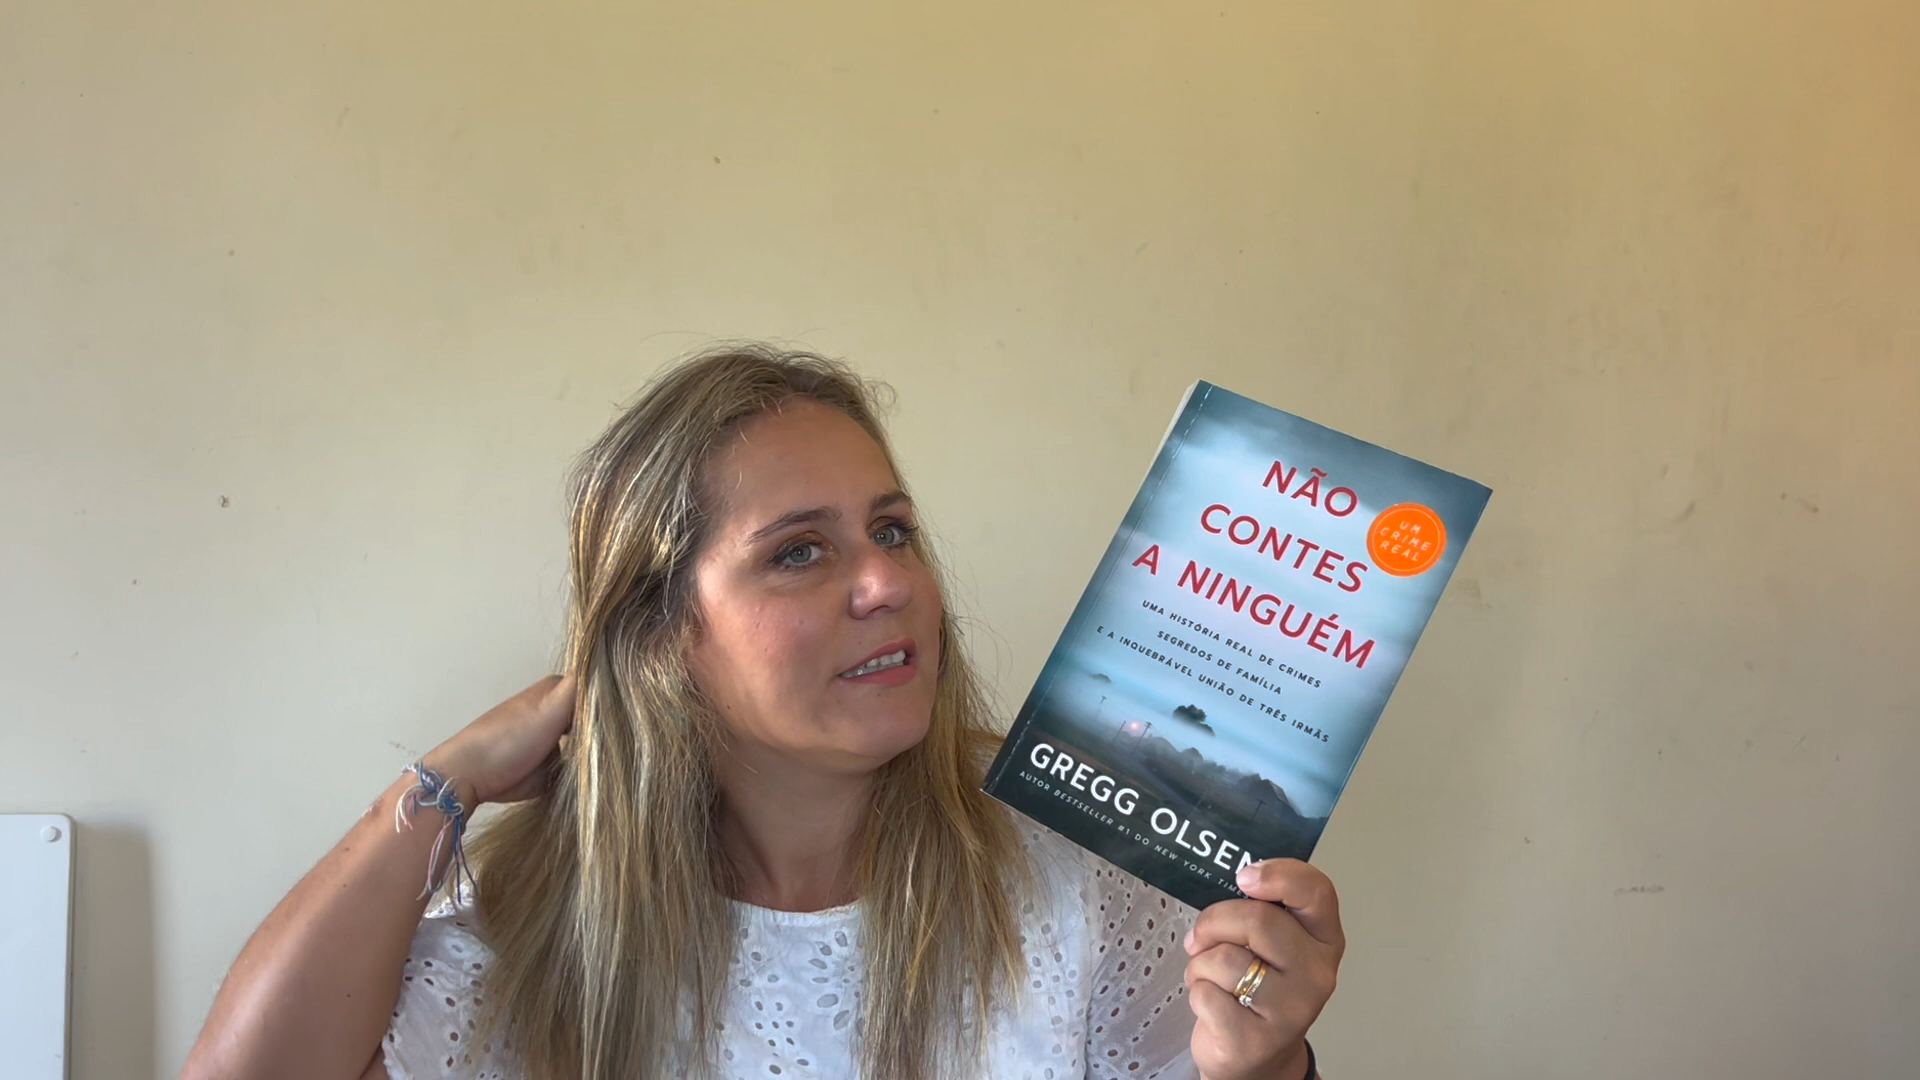 NÃO
CONTES
A NINGUÉM
UM
CRIME
REAL
UMA HISTÓRIA REAL DE CRIMES
SEGREDOS DE FAMÍLIA
E A INQUEBRÁVEL UNIÃO DE TRÊS IRMÃS
GREGG OLSEN
AUTOR BESTSELLER #1 DO NEW YORK TIMES